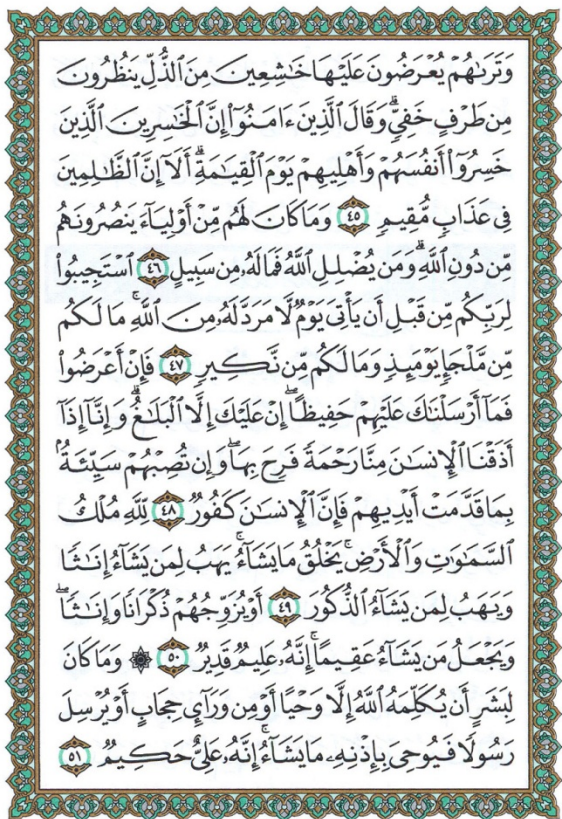 وَتَرَىٰهُمْ يُعْرَضُونَ عَلَيْهَا خَٰشِعِينَ مِنَ ٱلذُّلِّ يَنظُرُونَ
مِن طَرْفٍ خَفِيٍّۗ وَقَالَ ٱلَّذِينَ ءَامَنُوٓا۟ إِنَّ ٱلْخَٰسِرِينَ ٱلَّذِينَ
خَسِرُوٓا۟ أَنفُسَهُمْ وَأَهْلِيهِمْ يَوْمَ ٱلْقِيَٰمَةِۗ أَلَآ إِنَّ ٱلظَّٰلِمِينَ
فِى عَذَابٍ مُّقِيمٍ ٤٥ وَمَا كَانَ لَهُم مِّنْ أَوْلِيَآءَ يَنصُرُونَهُم
مِّن دُونِ ٱللَّهِۗ وَمَن يُضْلِلِ ٱللَّهُ فَمَا لَهُۥ مِن سَبِيلٍ ٤٦ ٱسْتَجِيبُوا۟
لِرَبِّكُم مِّن قَبْلِ أَن يَأْتِىَ يَوْمٌ لَّا مَرَدَّ لَهُۥ مِنَ ٱللَّهِۚ مَا لَكُم
مِّن مَّلْجَإٍ يَوْمَئِذٍ وَمَا لَكُم مِّن نَّكِيرٍ ٤٧ فَإِنْ أَعْرَضُوا۟
فَمَآ أَرْسَلْنَٰكَ عَلَيْهِمْ حَفِيظًاۖ إِنْ عَلَيْكَ إِلَّا ٱلْبَلَٰغُۗ وَإِنَّآ إِذَآ
أَذَقْنَا ٱلْإِنسَٰنَ مِنَّا رَحْمَةً فَرِحَ بِهَاۖ وَإِن تُصِبْهُمْ سَيِّئَةٌۢ
بِمَا قَدَّمَتْ أَيْدِيهِمْ فَإِنَّ ٱلْإِنسَٰنَ كَفُورٌ ٤٨ لِّلَّهِ مُلْكُ
ٱلسَّمَٰوَٰتِ وَٱلْأَرْضِۚ يَخْلُقُ مَا يَشَآءُۚ يَهَبُ لِمَن يَشَآءُ إِنَٰثًا
وَيَهَبُ لِمَن يَشَآءُ ٱلذُّكُورَ ٤٩ أَوْ يُزَوِّجُهُمْ ذُكْرَانًا وَإِنَٰثًاۖ
وَيَجْعَلُ مَن يَشَآءُ عَقِيمًاۚ إِنَّهُۥ عَلِيمٌ قَدِيرٌ ٥٠ ۞ وَمَا كَانَ
لِبَشَرٍ أَن يُكَلِّمَهُ ٱللَّهُ إِلَّا وَحْيًا أَوْ مِن وَرَآئِ حِجَابٍ أَوْ يُرْسِلَ
رَسُولًا فَيُوحِىَ بِإِذْنِهِۦ مَا يَشَآءُۚ إِنَّهُۥ عَلِىٌّ حَكِيمٌ ٥١